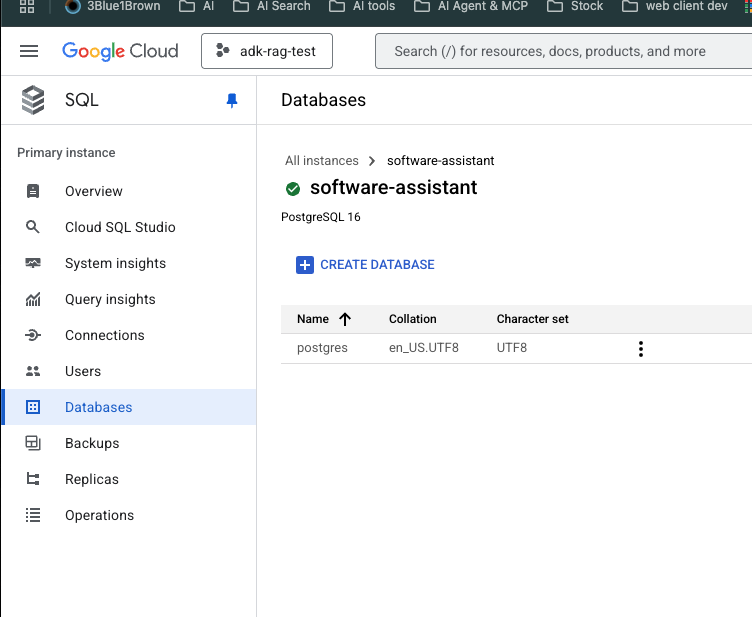 3Blue1Brown AI AI Search AI tools AI Agent & MCP Stock web client dev
Google Cloud adk-rag-test Search (/) for resources, docs, products, and more
SQL
Databases
Primary instance
Overview
Cloud SQL Studio
System insights
Query insights
Connections
Users
Databases
Backups
Replicas
Operations
All instances software-assistant
software-assistant
PostgreSQL 16
CREATE DATABASE
Name Collation Character set
postgres en_US.UTF8 UTF8